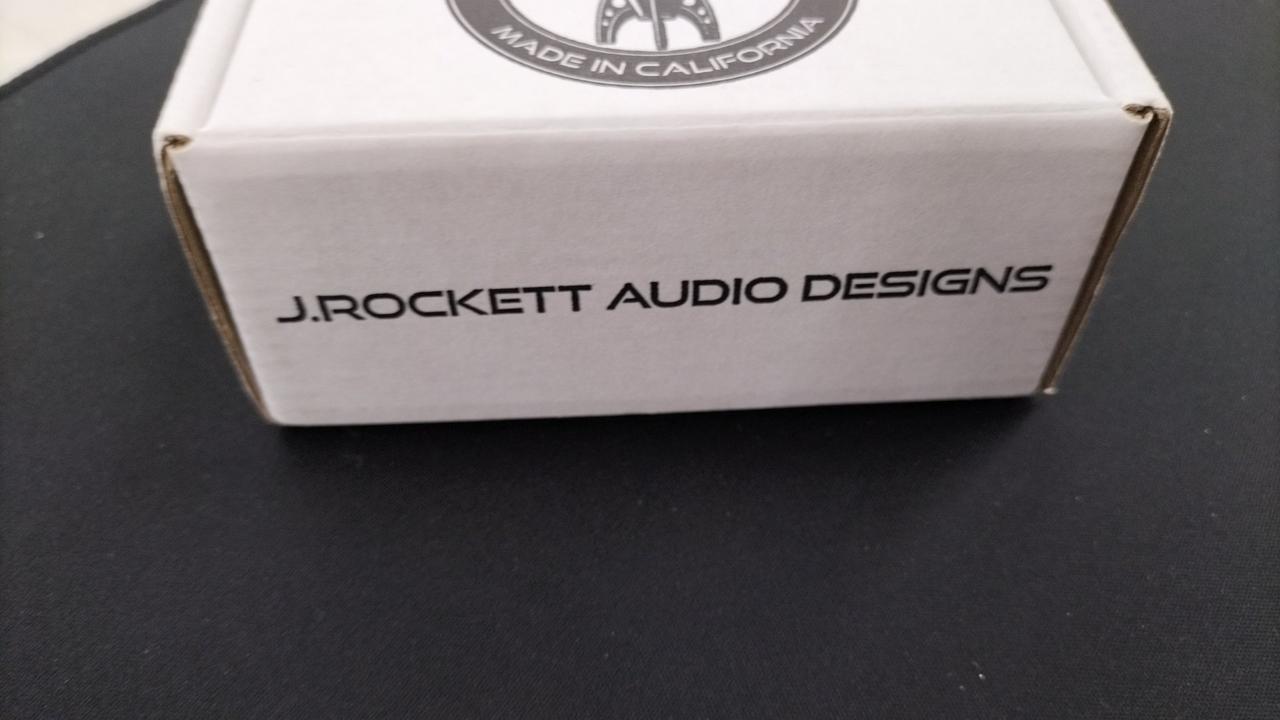 MADE IN CALIFORNIA
J.ROCKETT AUDIO DESIGNS